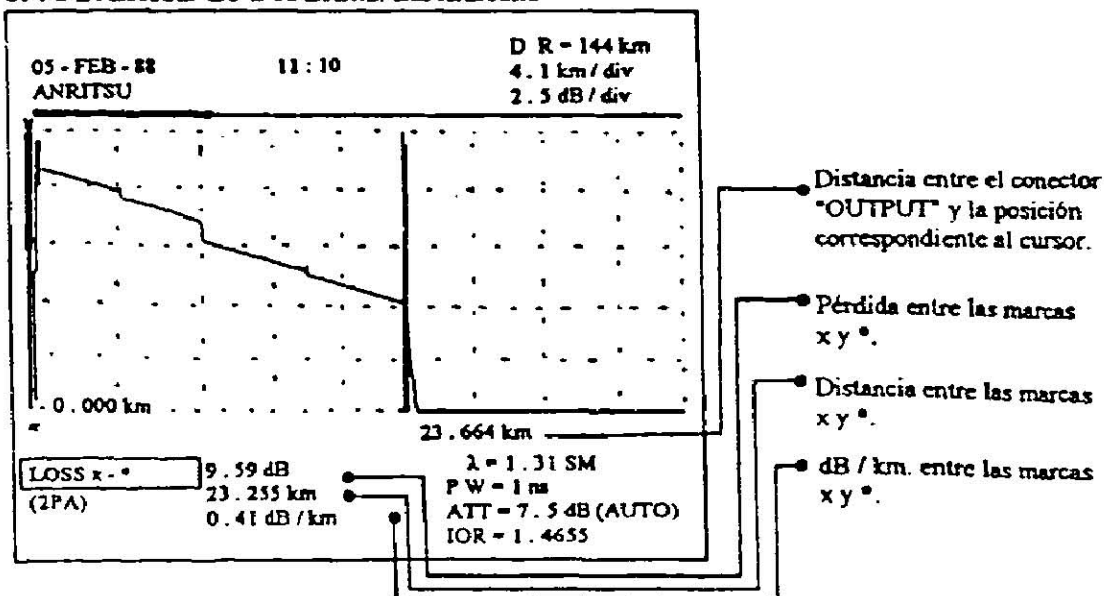 05 - FEB - 88
11 : 10
D R - 144 km
ANRITSU
4 . 1 km / div
2 . 5 dB / div
0 . 000 km
x
23 . 664 km
LOSS x - *
(2PA)
9 . 59 dB
23 . 255 km
0 . 41 dB / km
λ - 1 . 31 SM
P W - 1 ns
ATT - 7 . 5 dB (AUTO)
IOR - 1 . 4655
Distancia entre el conector
"OUTPUT" y la posición
correspondiente al cursor.
Pérdida entre las marcas
x y *.
Distancia entre las marcas
x y *.
dB / km. entre las marcas
x y *.